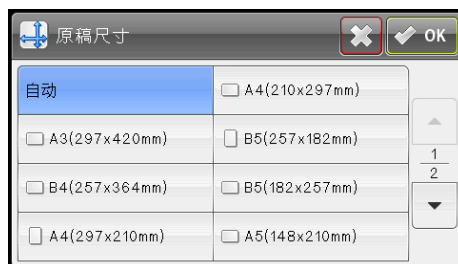 原稿尺寸
OK
自动
A4(210x297mm)
A3(297x420mm)
B5(257x182mm)
B4(257x364mm)
B5(182x257mm)
A4(297x210mm)
A5(148x210mm)
1
2